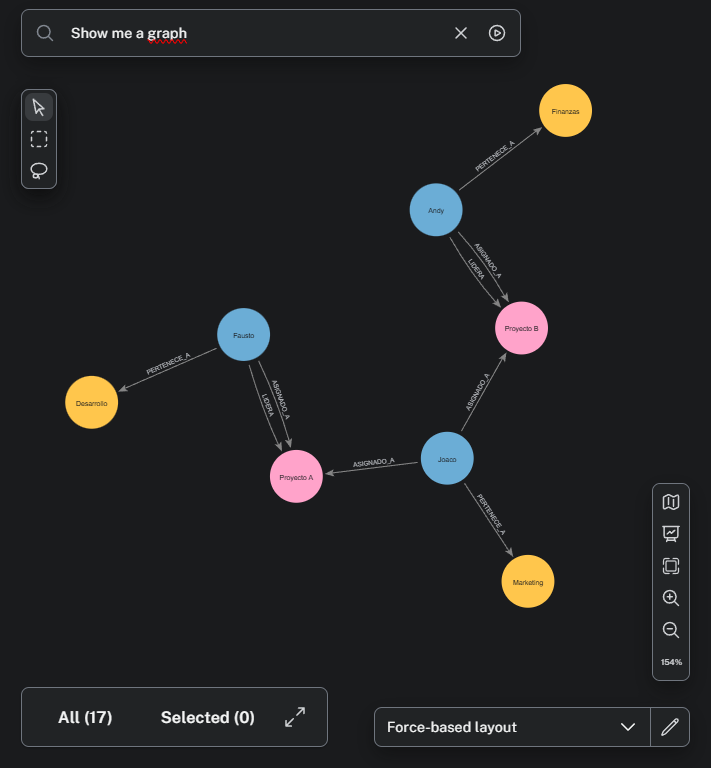 Show me a graph
Finanzas
PERTENECE_A
Andy
ASIGNADO_A
LIDERA
Proyecto B
Fausto
PERTENECE_A
Desarrollo
ASIGNADO_A
LIDERA
ASIGNADO_A
Joaco
ASIGNADO_A
Proyecto A
PERTENECE_A
Marketing
154%
All (17)
Selected (0)
Force-based layout